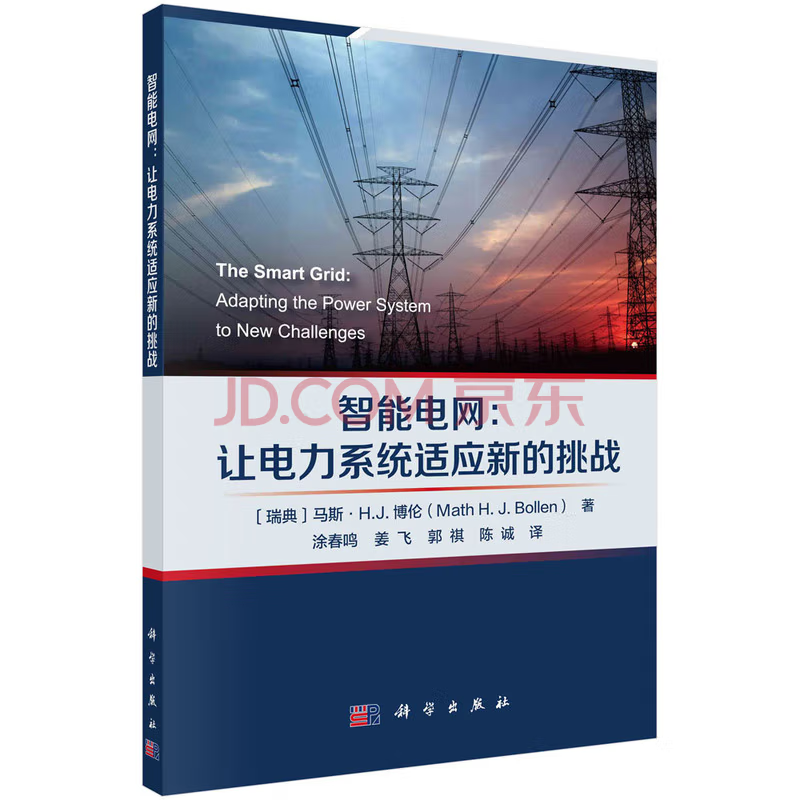 智能电网：让电力系统适应新的挑战
科学出版社
The Smart Grid:
Adapting the Power System
to New Challenges
JD.COM 京东
智能电网：
让电力系统适应新的挑战
［瑞典］马斯·H.J. 博伦（Math H. J. Bollen） 著
涂春鸣 姜飞 郭祺 陈诚 译
SP
科学出版社